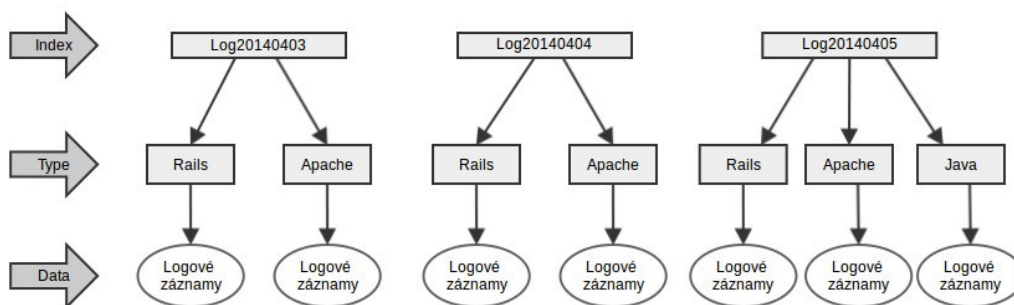 Index
Log20140403
Log20140404
Log20140405
Type
Rails
Apache
Rails
Apache
Rails
Apache
Java
Data
Logové
záznamy
Logové
záznamy
Logové
záznamy
Logové
záznamy
Logové
záznamy
Logové
záznamy
Logové
záznamy